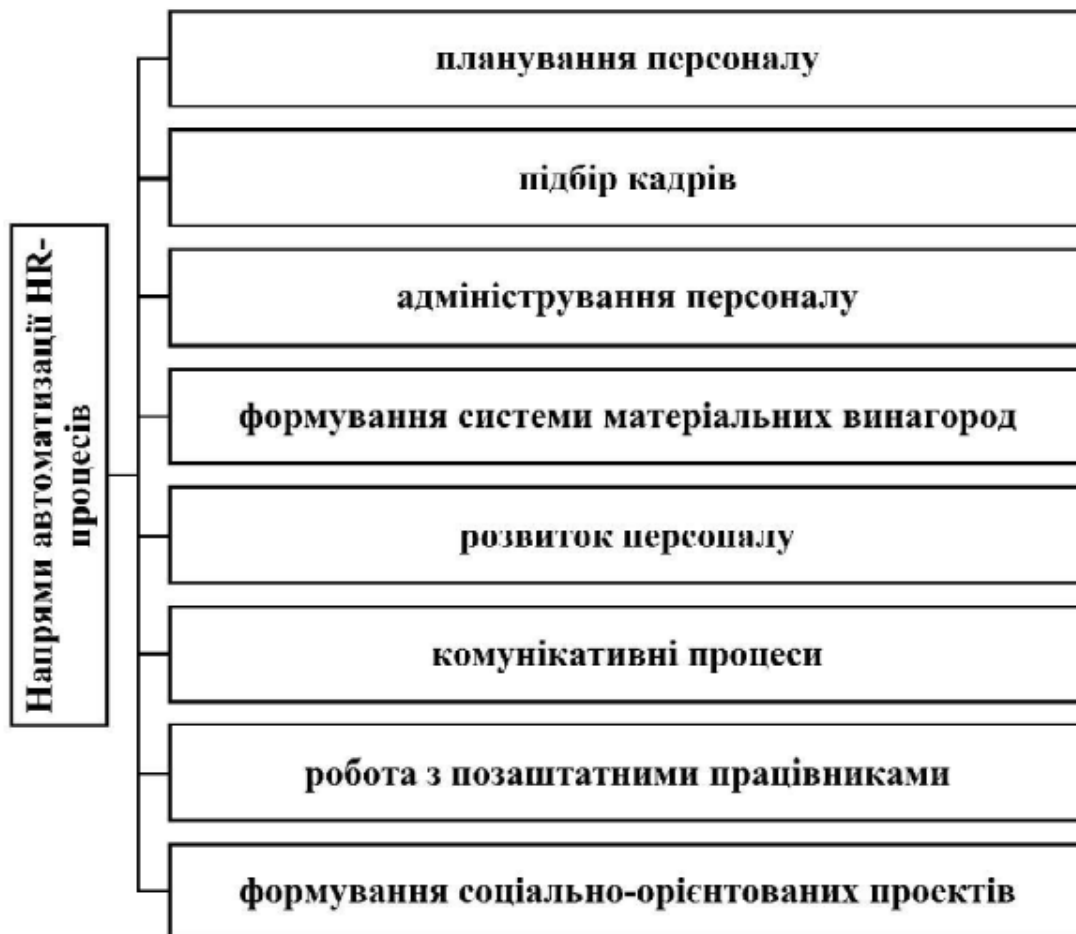 Напрями автоматизації HR-
процесів
планування персоналу
підбір кадрів
адміністрування персоналу
формування системи матеріальних винагород
розвиток персоналу
комунікативні процеси
робота з позаштатними працівниками
формування соціально-орієнтованих проєктів